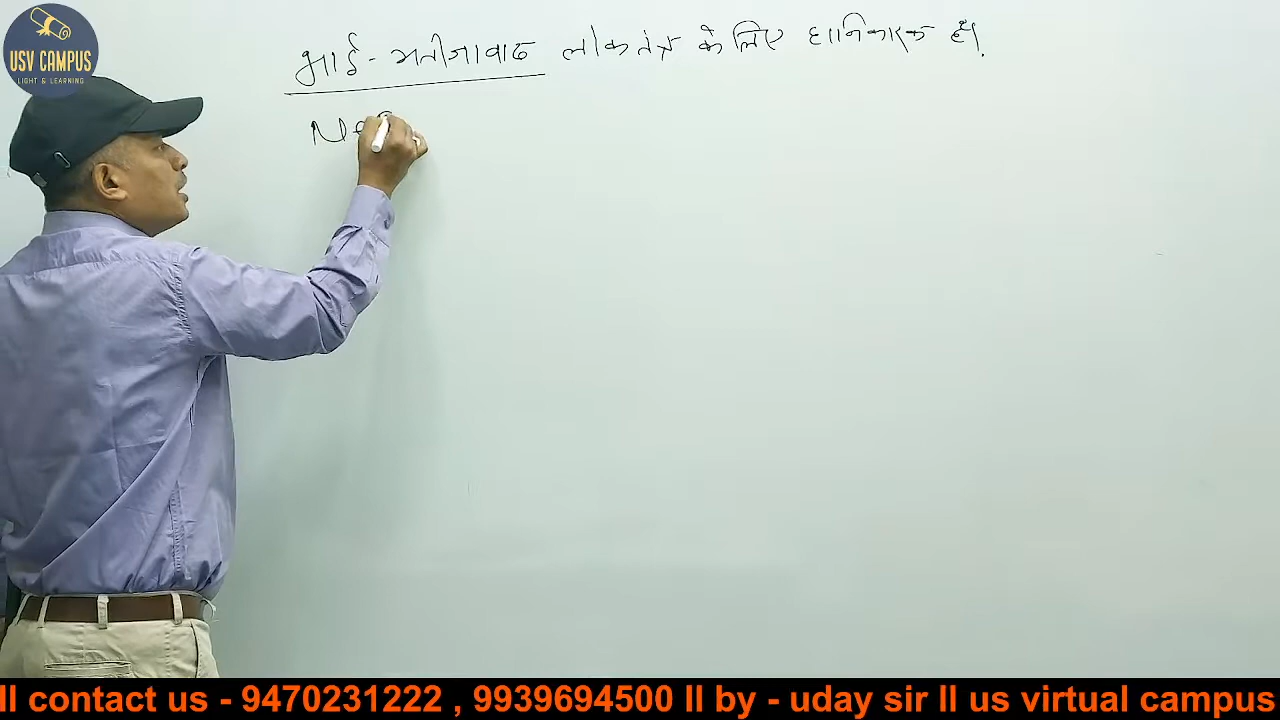 USV CAMPUS
LIGHT & LEARNING
भाई-भतीजावाद लोकतंत्र के लिए हानिकारक है।
Nep
ll contact us - 9470231222 , 9939694500 ll by - uday sir ll us virtual campus